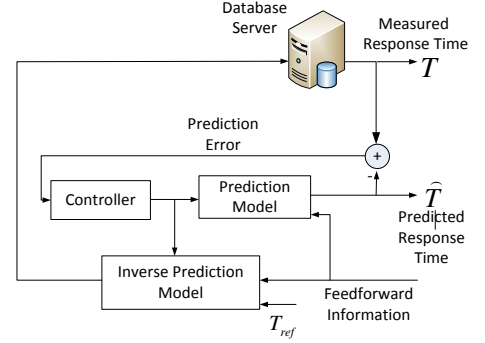 Database
Server
Measured
Response Time
T
Prediction
Error
+
-
Controller
Prediction
Model
T̂
Predicted
Response
Time
Inverse Prediction
Model
Feedforward
Information
T_ref